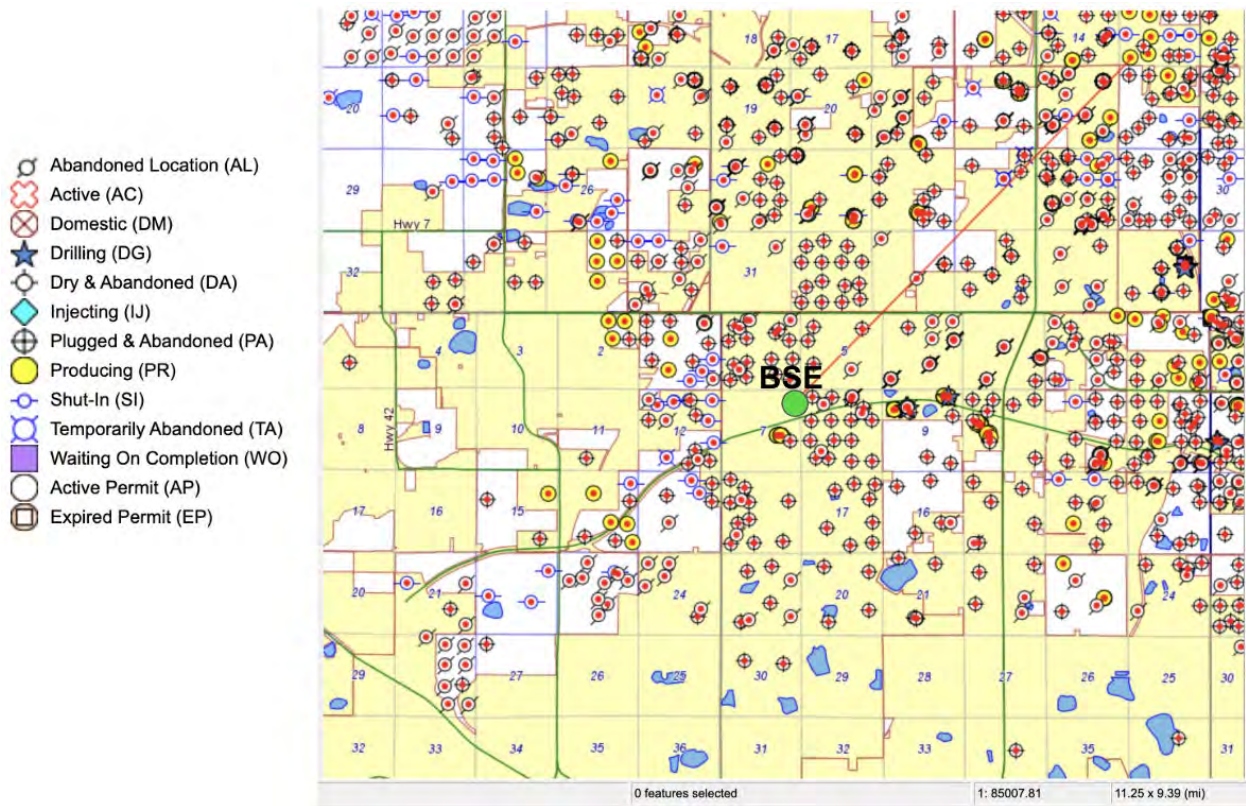 Abandoned Location (AL)
Active (AC)
Domestic (DM)
Drilling (DG)
Dry & Abandoned (DA)
Injecting (IJ)
Plugged & Abandoned (PA)
Producing (PR)
Shut-In (SI)
Temporarily Abandoned (TA)
Waiting On Completion (WO)
Active Permit (AP)
Expired Permit (EP)
18 17 14
20 19 20
29 26 30
Hwy 7
32 31
4 3 2 5
BSE
8 9 10 11 12 7 9
Hwy 42
17 16 15 17 16
20 21 24 20 21 24
29 27 26 25 30 29 28 27 26 25 30
32 33 34 35 36 31 32 33 35 31
0 features selected 1: 85007.81 11.25 x 9.39 (mi)